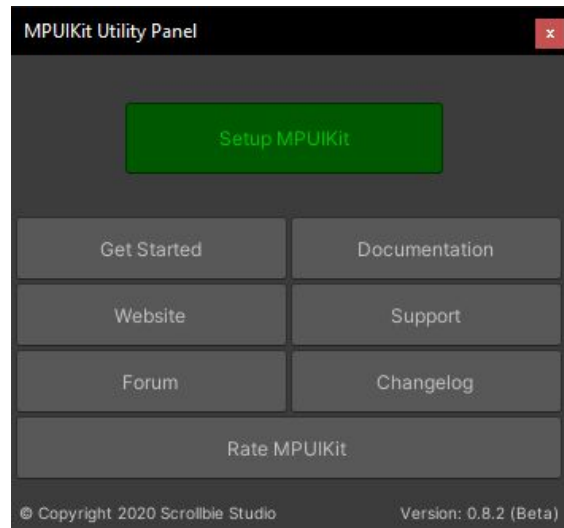 MPUIKit Utility Panel
x
Setup MPUIKit
Get Started
Documentation
Website
Support
Forum
Changelog
Rate MPUIKit
© Copyright 2020 Scrollbie Studio
Version: 0.8.2 (Beta)